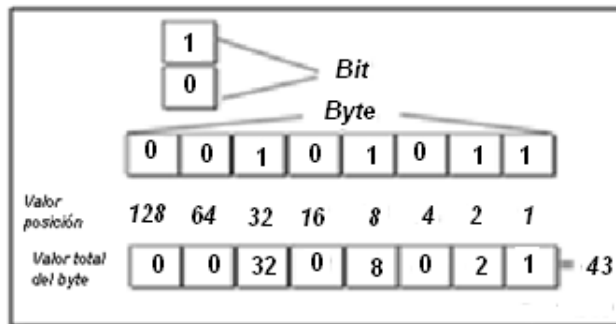 1
0
Bit
Byte
0 0 1 0 1 0 1 1
Valor
posición
128 64 32 16 8 4 2 1
Valor total
del byte
0 0 32 0 8 0 2 1 = 43